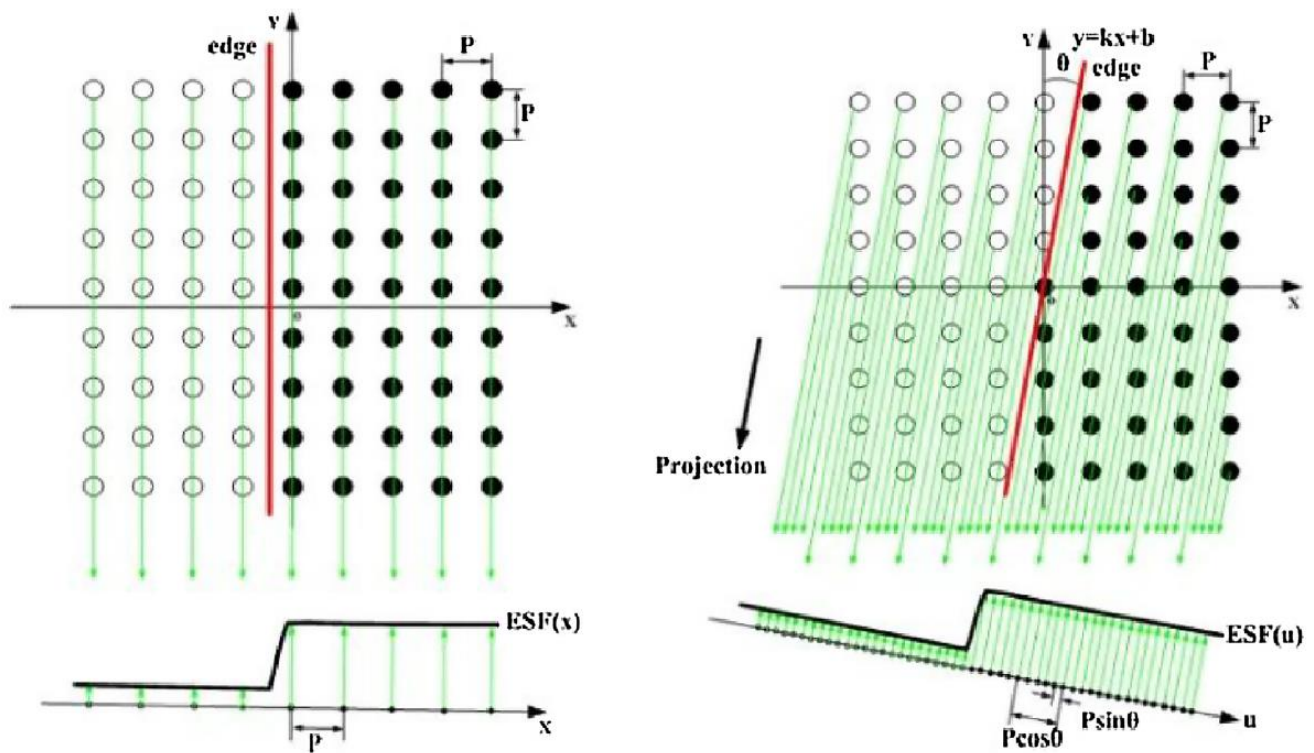 y
edge
P
P
o
x
ESF(x)
P
x
y
y=kx+b
θ
edge
P
P
o
x
Projection
ESF(u)
Psinθ
Pcosθ
u